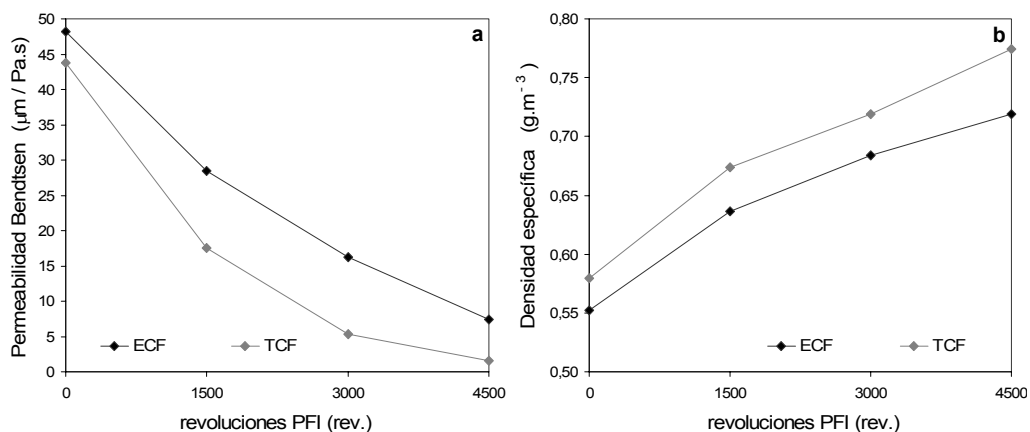 50
45
40
35
30
25
20
15
10
5
0
Permeabilidad Bendtsen (μm / Pa.s)
a
ECF
TCF
0
1500
3000
4500
revoluciones PFI (rev.)
0,80
0,75
0,70
0,65
0,60
0,55
0,50
Densidad específica (g.m⁻³)
b
ECF
TCF
0
1500
3000
4500
revoluciones PFI (rev.)